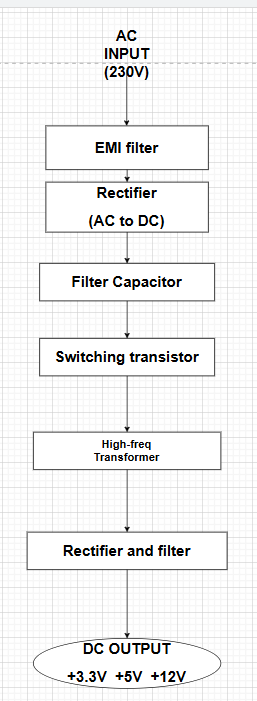 AC
INPUT
(230V)
EMI filter
Rectifier
(AC to DC)
Filter Capacitor
Switching transistor
High-freq
Transformer
Rectifier and filter
DC OUTPUT
+3.3V +5V +12V